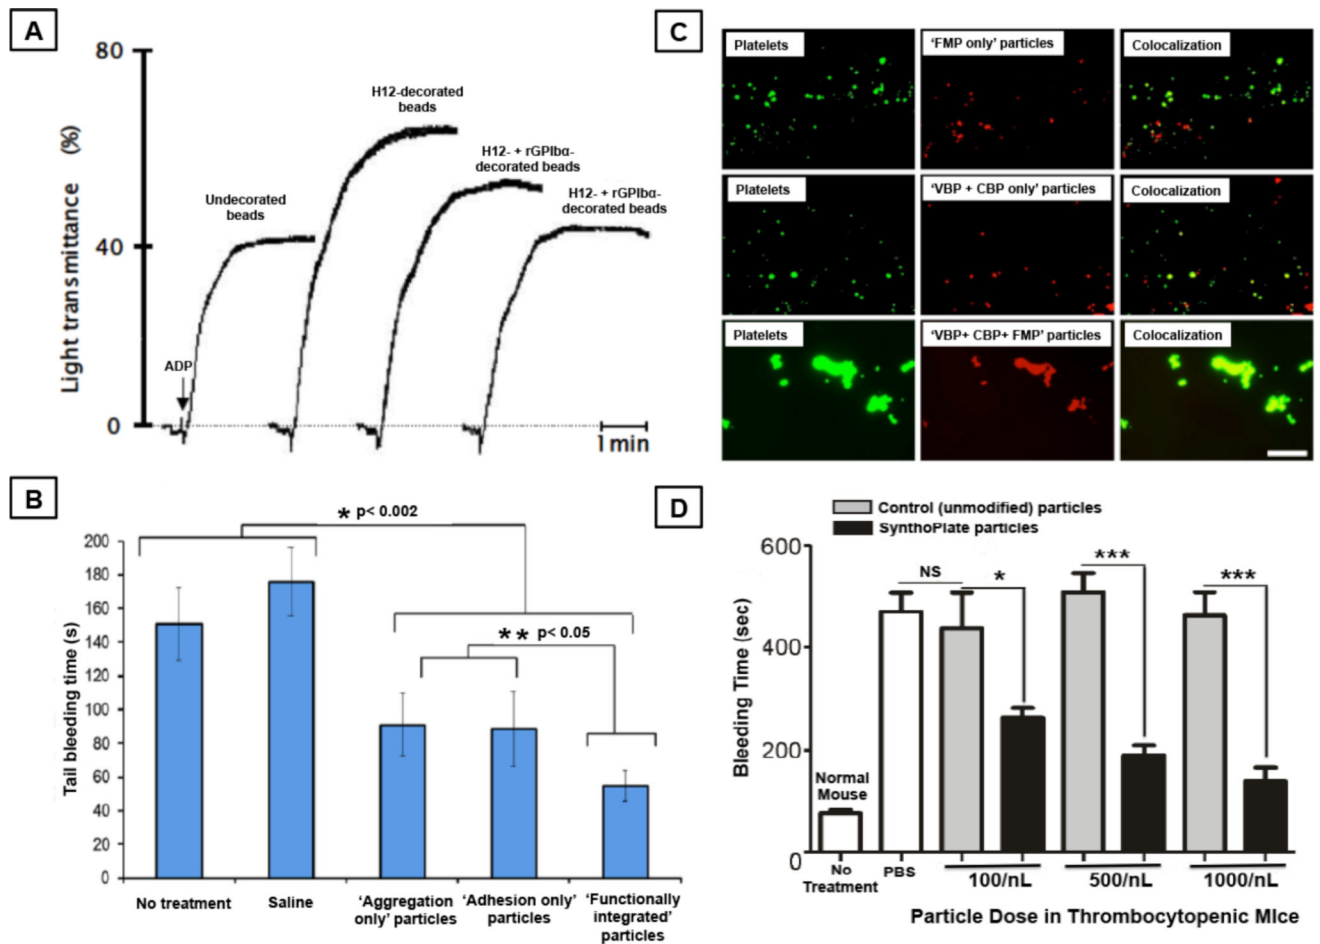 A
80
40
0
Light transmittance (%)
ADP
Undecorated
beads
H12-decorated
beads
H12- + rGPIbα-
decorated beads
H12- + rGPIbα-
decorated beads
1 min
C
Platelets
‘FMP only’ particles
Colocalization
Platelets
‘VBP + CBP only’ particles
Colocalization
Platelets
‘VBP+ CBP+ FMP’ particles
Colocalization
B
Tail bleeding time (s)
200
180
160
140
120
100
80
60
40
20
0
* p< 0.002
** p< 0.05
No treatment
Saline
‘Aggregation
only’ particles
‘Adhesion only’
particles
‘Functionally
integrated’
particles
D
Control (unmodified) particles
SynthoPlate particles
Bleeding Time (sec)
600
400
200
0
NS
*
***
***
Normal
Mouse
No
Treatment
PBS
100/nL
500/nL
1000/nL
Particle Dose in Thrombocytopenic MIce